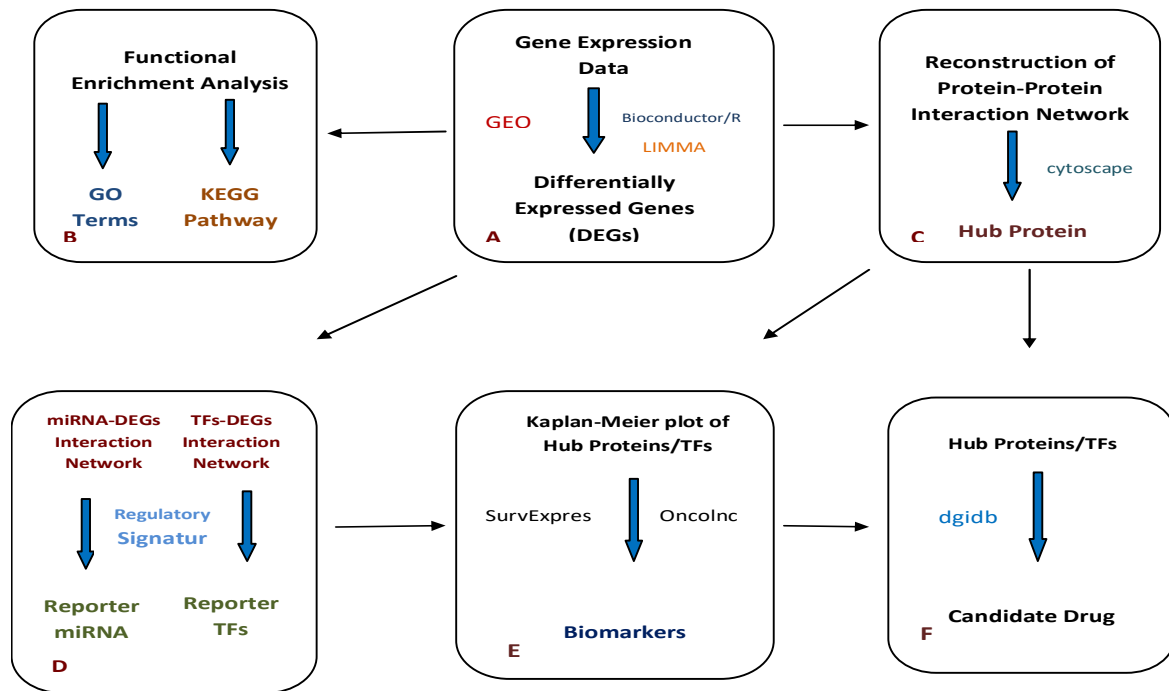 Functional
Enrichment Analysis
GO
Terms
KEGG
Pathway
B
Gene Expression
Data
GEO
Bioconductor/R
LIMMA
Differentially
Expressed Genes
(DEGs)
A
Reconstruction of
Protein-Protein
Interaction Network
cytoscape
Hub Protein
C
miRNA-DEGs
Interaction
Network
TFs-DEGs
Interaction
Network
Regulatory
Signatur
Reporter
miRNA
Reporter
TFs
D
Kaplan-Meier plot of
Hub Proteins/TFs
SurvExpres
OncoInc
Biomarkers
E
Hub Proteins/TFs
dgidb
Candidate Drug
F